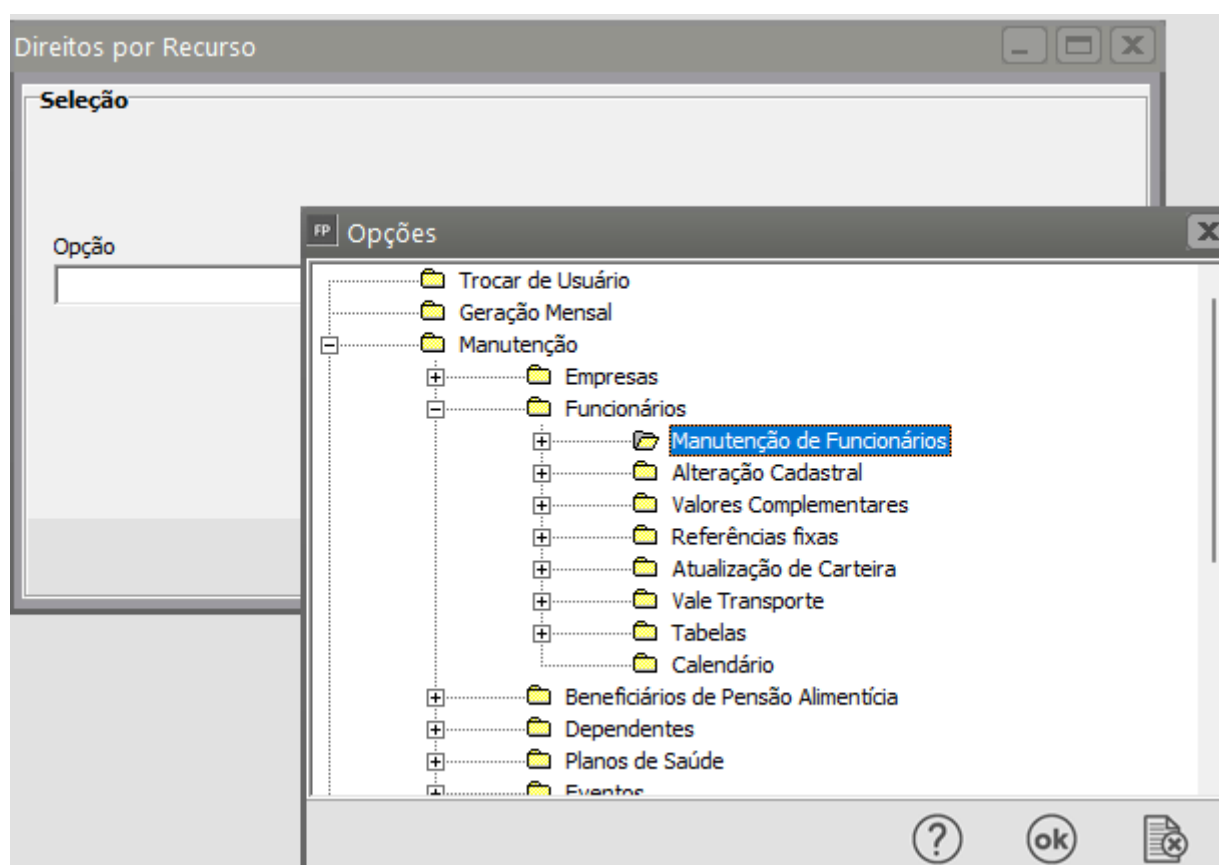 Direitos por Recurso
Seleção
Opção
FP Opções
Trocar de Usuário
Geração Mensal
Manutenção
Empresas
Funcionários
Manutenção de Funcionários
Alteração Cadastral
Valores Complementares
Referências fixas
Atualização de Carteira
Vale Transporte
Tabelas
Calendário
Beneficiários de Pensão Alimentícia
Dependentes
Planos de Saúde
Eventos
? ok